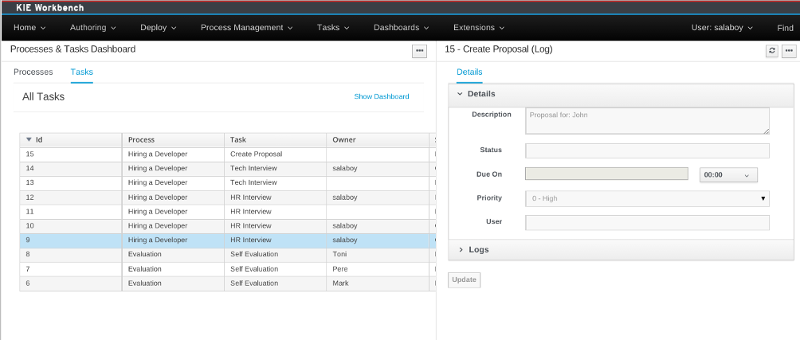 KIE Workbench
Home Authoring Deploy Process Management Tasks Dashboards Extensions User: salaboy Find
Processes & Tasks Dashboard
Processes Tasks
All Tasks Show Dashboard
Id Process Task Owner
15 Hiring a Developer Create Proposal
14 Hiring a Developer Tech Interview salaboy
13 Hiring a Developer Tech Interview
12 Hiring a Developer HR Interview salaboy
11 Hiring a Developer HR Interview
10 Hiring a Developer HR Interview salaboy
9 Hiring a Developer HR Interview salaboy
8 Evaluation Self Evaluation Toni
7 Evaluation Self Evaluation Pere
6 Evaluation Self Evaluation Mark
15 - Create Proposal (Log)
Details
Details
Description Proposal for: John
Status
Due On 00:00
Priority 0 - High
User
Logs
Update